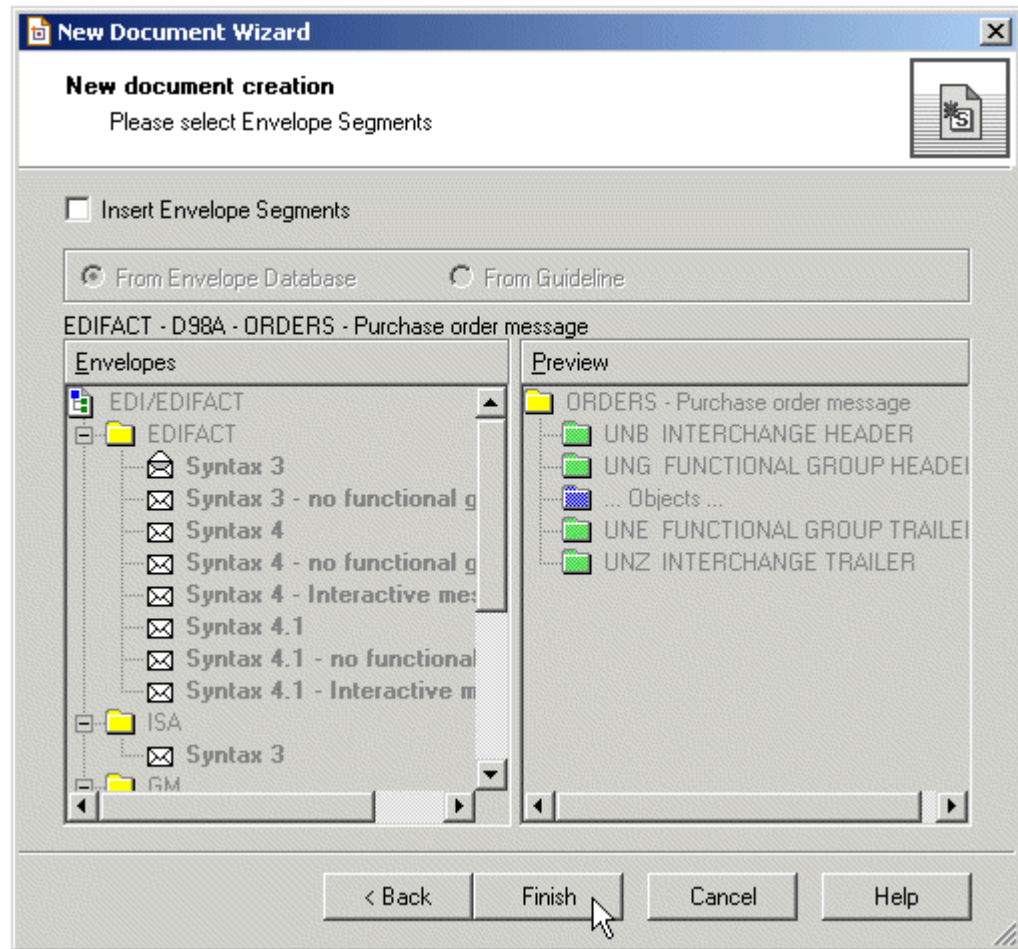 New Document Wizard
New document creation
Please select Envelope Segments
Insert Envelope Segments
From Envelope Database From Guideline
EDIFACT - D98A - ORDERS - Purchase order message
Envelopes
EDI/EDIFACT
EDIFACT
Syntax 3
Syntax 3 - no functional g
Syntax 4
Syntax 4 - no functional g
Syntax 4 - Interactive mes
Syntax 4.1
Syntax 4.1 - no functional
Syntax 4.1 - Interactive m
ISA
Syntax 3
GM
Preview
ORDERS - Purchase order message
UNB INTERCHANGE HEADER
UNG FUNCTIONAL GROUP HEADEI
... Objects ...
UNE FUNCTIONAL GROUP TRAILEI
UNZ INTERCHANGE TRAILER
< Back Finish Cancel Help